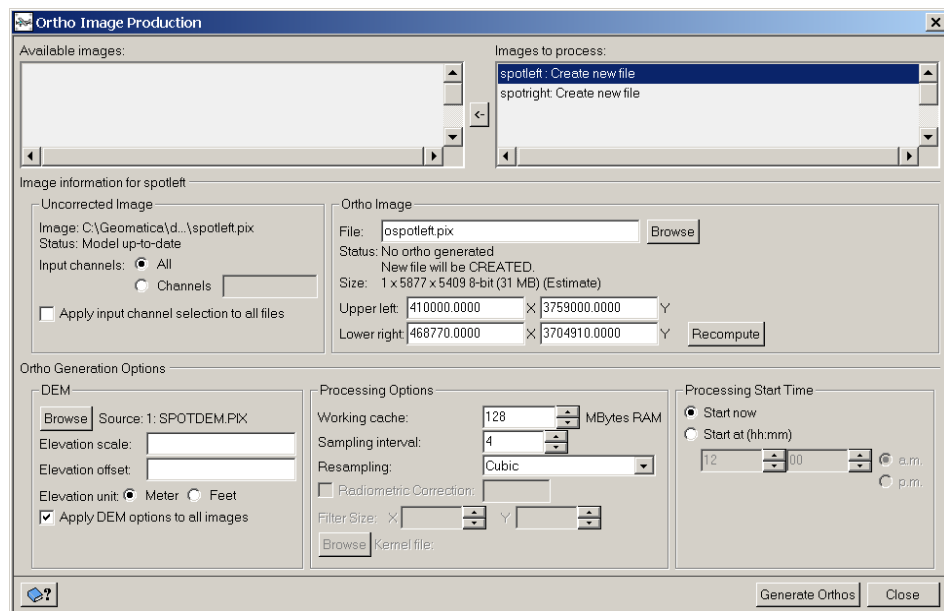 Ortho Image Production
Available images:
Images to process:
spotleft : Create new file
spotright: Create new file
<-
Image information for spotleft
Uncorrected Image
Image: C:\Geomatica\d...\spotleft.pix
Status: Model up-to-date
Input channels: All
Channels
Apply input channel selection to all files
Ortho Image
File: ospotleft.pix Browse
Status: No ortho generated
New file will be CREATED.
Size: 1 x 5877 x 5409 8-bit (31 MB) (Estimate)
Upper left: 410000.0000 X 3759000.0000 Y
Lower right: 468770.0000 X 3704910.0000 Y Recompute
Ortho Generation Options
DEM
Browse Source: 1: SPOTDEM.PIX
Elevation scale:
Elevation offset:
Elevation unit: Meter Feet
Apply DEM options to all images
Processing Options
Working cache: 128 MBytes RAM
Sampling interval: 4
Resampling: Cubic
Radiometric Correction:
Filter Size: X Y
Browse Kernel file:
Processing Start Time
Start now
Start at (hh:mm)
12 :00 a.m.
p.m.
?
Generate Orthos Close